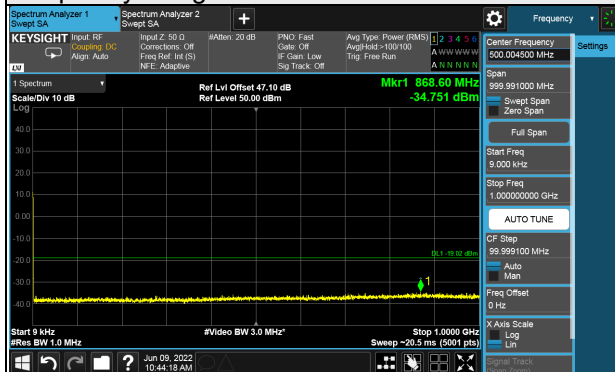 Spectrum Analyzer 1
Swept SA
Spectrum Analyzer 2
Swept SA
+
Frequency
KEYSIGHT
Input: RF
Coupling: DC
Align: Auto
Input Z: 50 Ω
Corrections: Off
Freq Ref: Int (S)
NFE: Adaptive
#Atten: 20 dB
PNO: Fast
Gate: Off
IF Gain: Low
Sig Track: Off
Avg Type: Power (RMS)
Avg|Hold:>100/100
Trig: Free Run
1 2 3 4 5 6
A W W W W W
A N N N N N
LXI
1 Spectrum
Scale/Div 10 dB
Ref Lvl Offset 47.10 dB
Ref Level 50.00 dBm
Mkr1 868.60 MHz
-34.751 dBm
Log
40.0
30.0
20.0
10.0
0.00
-10.0
-20.0
-30.0
-40.0
DL1 -19.02 dBm
1
Start 9 kHz
#Res BW 1.0 MHz
#Video BW 3.0 MHz*
Stop 1.0000 GHz
Sweep ~20.5 ms (5001 pts)
?
Jun 09, 2022
10:44:18 AM
Center Frequency
500.004500 MHz
Settings
Span
999.991000 MHz
Swept Span
Zero Span
Full Span
Start Freq
9.000 kHz
Stop Freq
1.000000000 GHz
AUTO TUNE
CF Step
99.999100 MHz
Auto
Man
Freq Offset
0 Hz
X Axis Scale
Log
Lin
Signal Track
(Span Zoom)